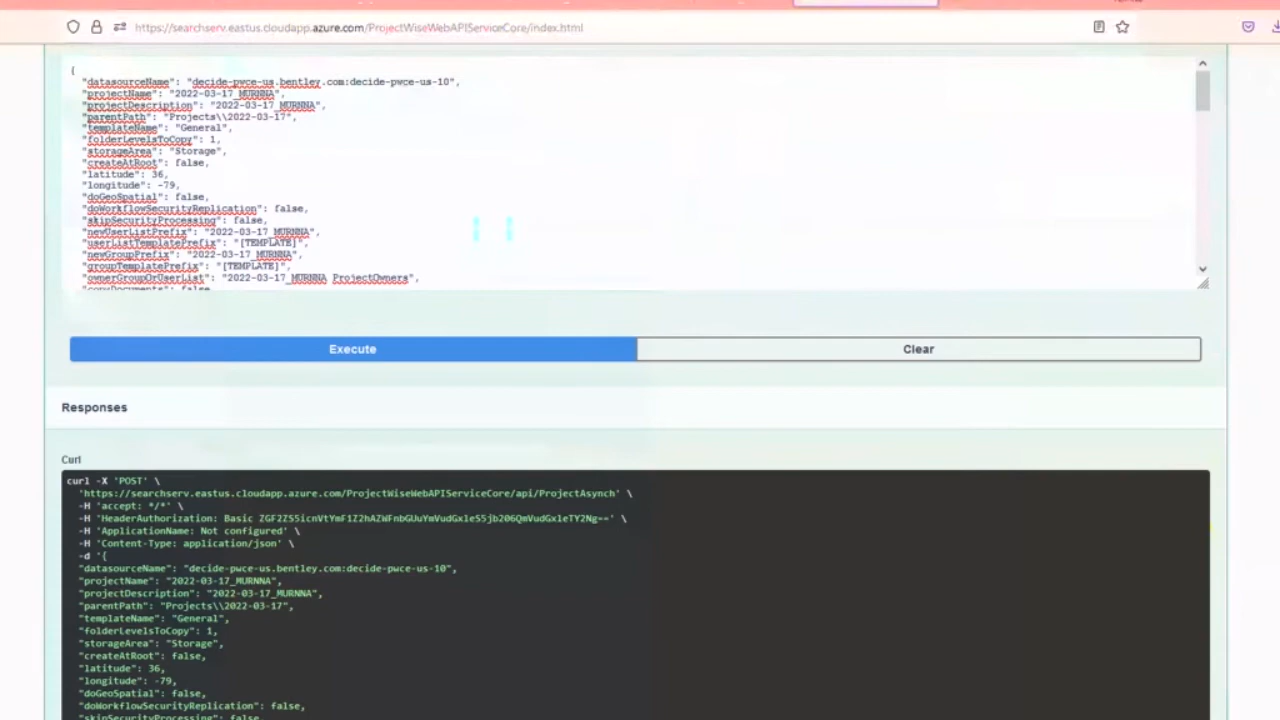 https://searchserv.eastus.cloudapp.azure.com/ProjectWiseWebAPIServiceCore/index.html
{
"datasourceName": "decide-pwce-us.bentley.com:decide-pwce-us-10",
"projectName": "2022-03-17_MURNNA",
"projectDescription": "2022-03-17_MURNNA",
"parentPath": "Projects\\2022-03-17",
"templateName": "General",
"folderLevelsToCopy": 1,
"storageArea": "Storage",
"createAtRoot": false,
"latitude": 36,
"longitude": -79,
"doGeoSpatial": false,
"doWorkflowSecurityReplication": false,
"skipSecurityProcessing": false,
"newUserListPrefix": "2022-03-17_MURNNA",
"userListTemplatePrefix": "[TEMPLATE]",
"newGroupPrefix": "2022-03-17_MURNNA",
"groupTemplatePrefix": "[TEMPLATE]",
"ownerGroupOrUserList": "2022-03-17_MURNNA ProjectOwners",
"copyDocuments": false
Execute
Clear
Responses
Curl
curl -X 'POST' \
'https://searchserv.eastus.cloudapp.azure.com/ProjectWiseWebAPIServiceCore/api/ProjectAsynch' \
-H 'accept: */*' \
-H 'HeaderAuthorization: Basic \
-H 'ApplicationName: Not configured' \
-H 'Content-Type: application/json' \
-d '{
"datasourceName": "decide-pwce-us.bentley.com:decide-pwce-us-10",
"projectName": "2022-03-17_MURNNA",
"projectDescription": "2022-03-17_MURNNA",
"parentPath": "Projects\\2022-03-17",
"templateName": "General",
"folderLevelsToCopy": 1,
"storageArea": "Storage",
"createAtRoot": false,
"latitude": 36,
"longitude": -79,
"doGeoSpatial": false,
"doWorkflowSecurityReplication": false,
"skipSecurityProcessing": false,